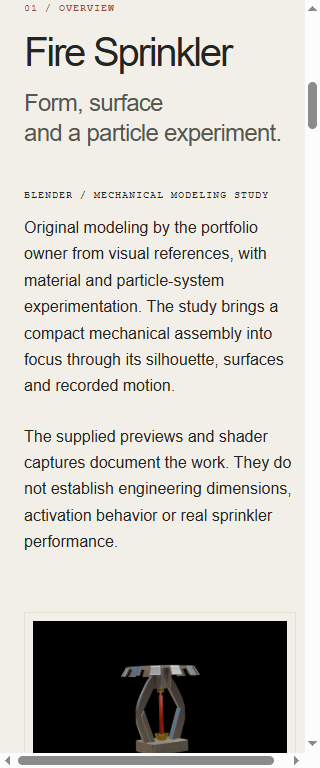 01 / OVERVIEW
Fire Sprinkler
Form, surface
and a particle experiment.
BLENDER / MECHANICAL MODELING STUDY
Original modeling by the portfolio
owner from visual references, with
material and particle-system
experimentation. The study brings a
compact mechanical assembly into
focus through its silhouette, surfaces
and recorded motion.
The supplied previews and shader
captures document the work. They do
not establish engineering dimensions,
activation behavior or real sprinkler
performance.